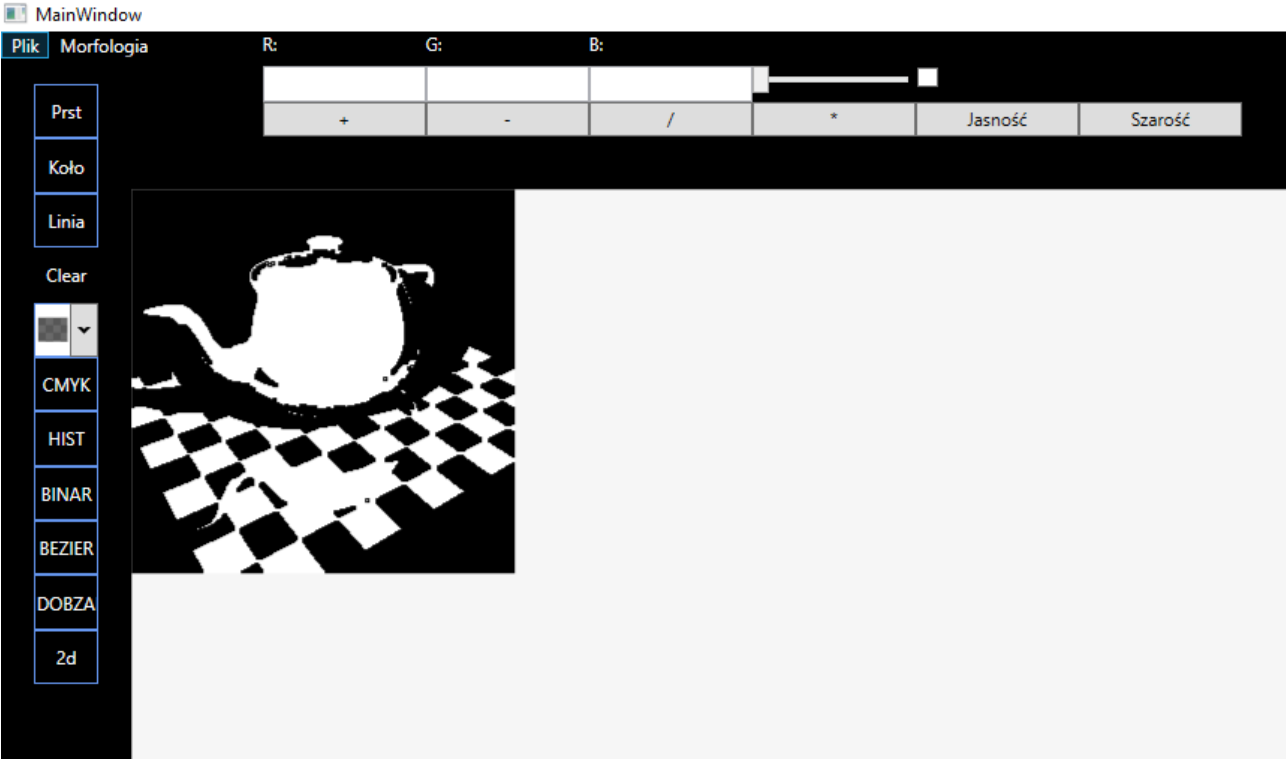 MainWindow
Plik Morfologia R: G: B:
+ - / * Jasność Szarość
Prst
Koło
Linia
Clear
CMYK
HIST
BINAR
BEZIER
DOBZA
2d